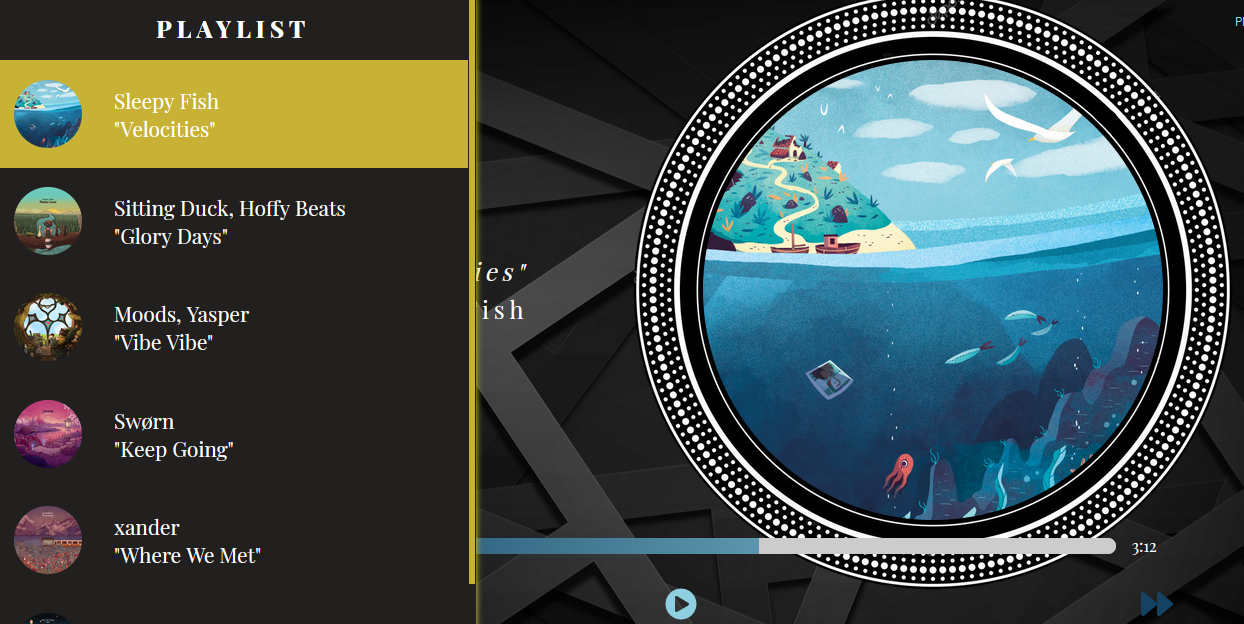 PLAYLIST
Sleepy Fish
"Velocities"
Sitting Duck, Hoffy Beats
"Glory Days"
Moods, Yasper
"Vibe Vibe"
Swørn
"Keep Going"
xander
"Where We Met"
ies"
ish
3:12